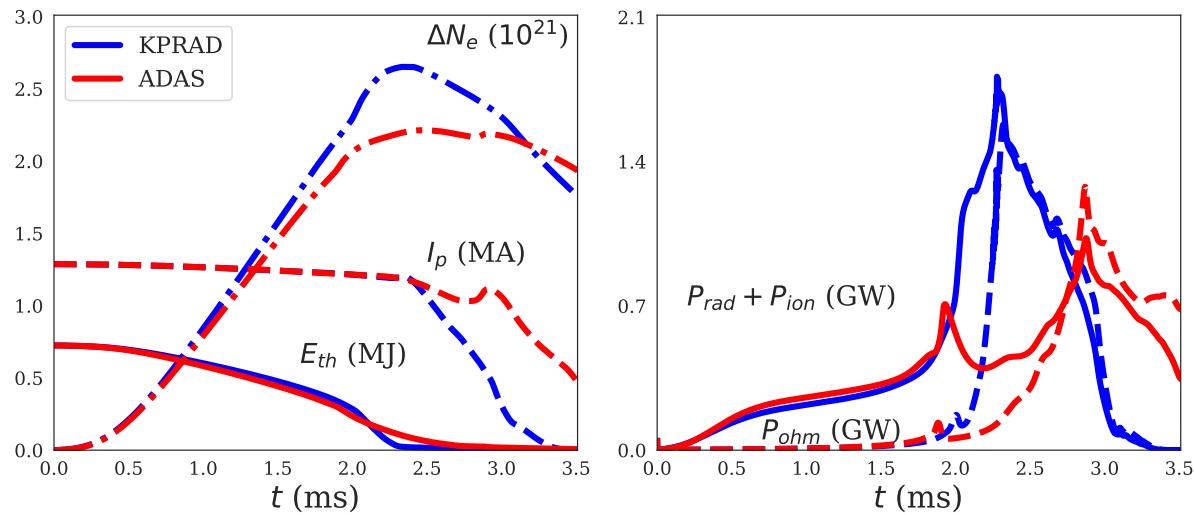 3.0
2.5
2.0
1.5
1.0
0.5
0.0
KPRAD
ADAS
ΔN_e (10^21)
I_p (MA)
E_th (MJ)
0.0 0.5 1.0 1.5 2.0 2.5 3.0 3.5
t (ms)
2.1
1.4
0.7
0.0
P_rad + P_ion (GW)
P_ohm (GW)
0.0 0.5 1.0 1.5 2.0 2.5 3.0 3.5
t (ms)